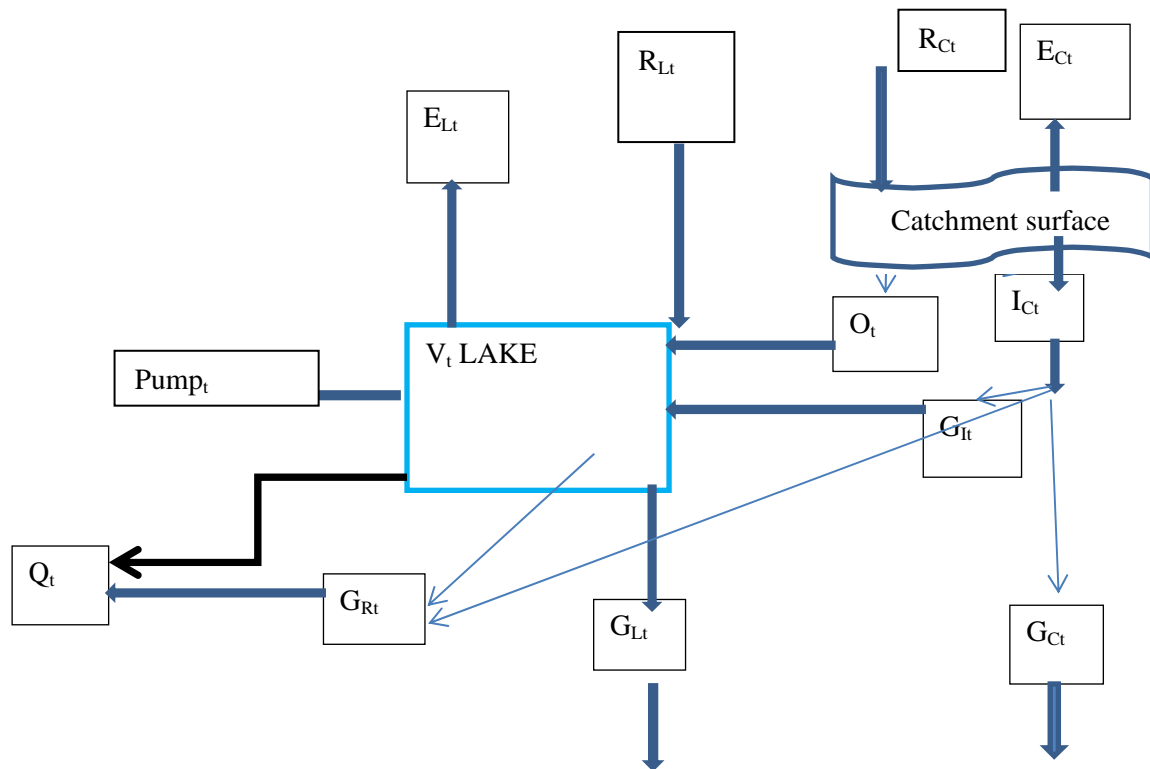 R_Ct
E_Ct
R_Lt
E_Lt
Catchment surface
I_Ct
O_t
V_t LAKE
Pump_t
G_It
Q_t
G_Rt
G_Lt
G_Ct